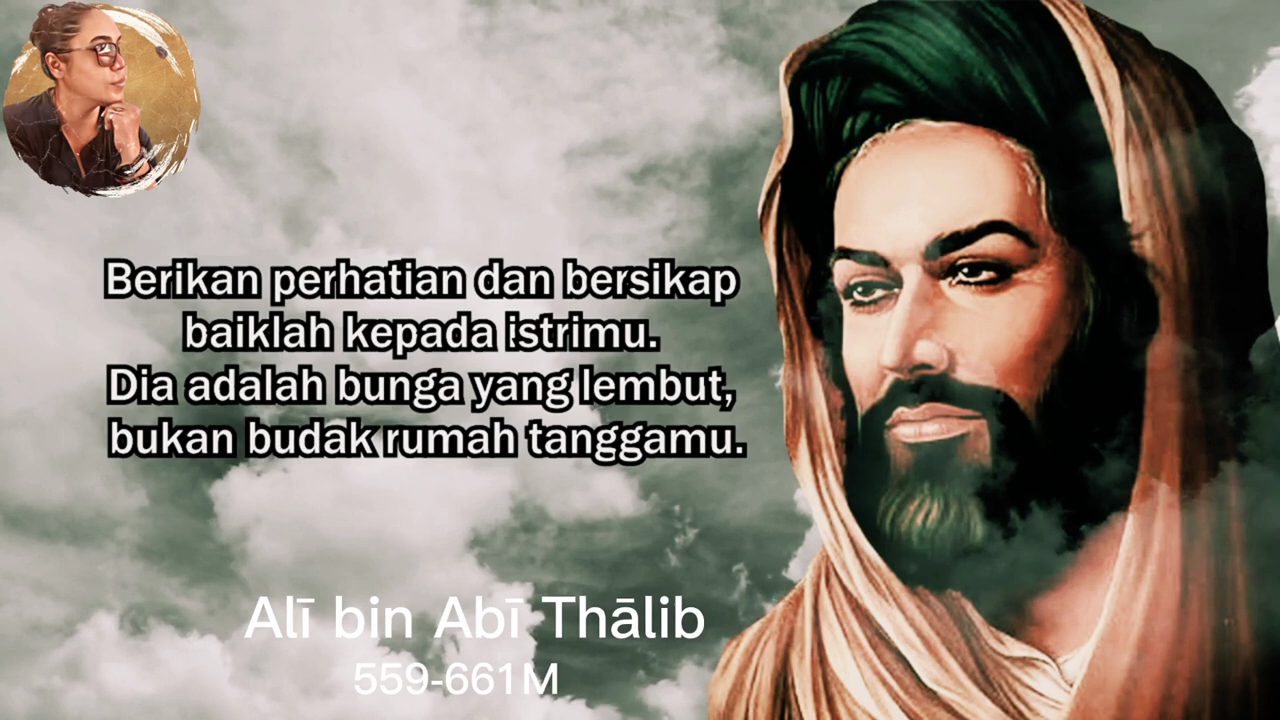 Berikan perhatian dan bersikap
baiklah kepada istrimu.
Dia adalah bunga yang lembut,
bukan budak rumah tanggamu.
Alī bin Abī Thālib
559-661M